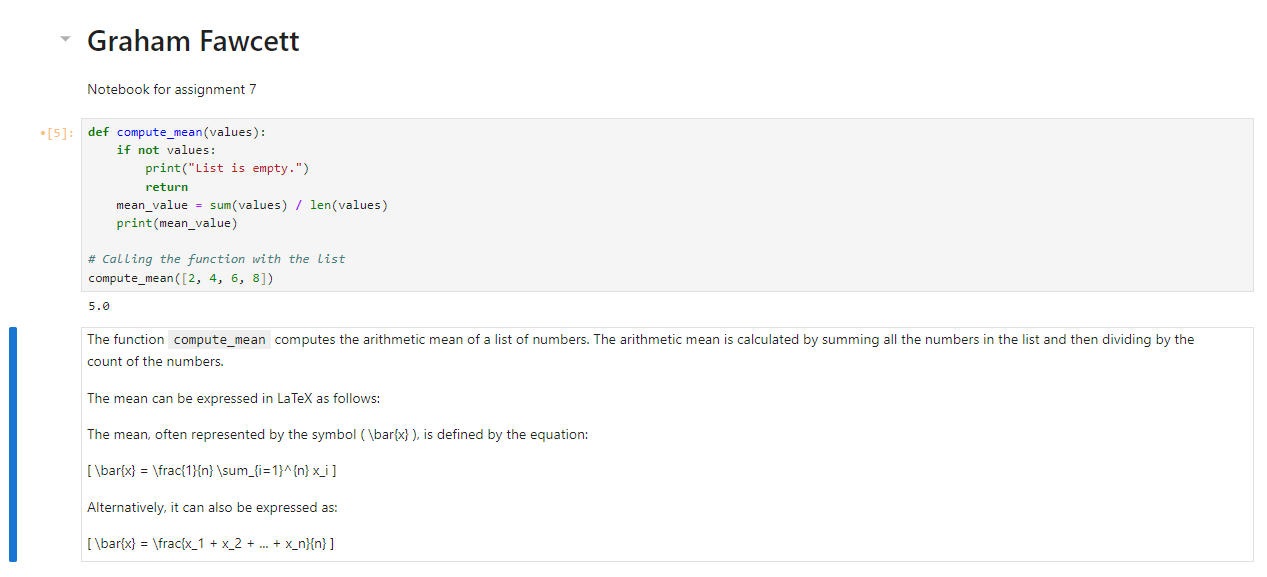 Graham Fawcett
Notebook for assignment 7
•[5]:
def compute_mean(values):
    if not values:
        print("List is empty.")
        return
    mean_value = sum(values) / len(values)
    print(mean_value)
# Calling the function with the list
compute_mean([2, 4, 6, 8])
5.0
The function compute_mean computes the arithmetic mean of a list of numbers. The arithmetic mean is calculated by summing all the numbers in the list and then dividing by the
count of the numbers.
The mean can be expressed in LaTeX as follows:
The mean, often represented by the symbol ( \bar{x} ), is defined by the equation:
[ \bar{x} = \frac{1}{n} \sum_{i=1}^{n} x_i ]
Alternatively, it can also be expressed as:
[ \bar{x} = \frac{x_1 + x_2 + ... + x_n}{n} ]